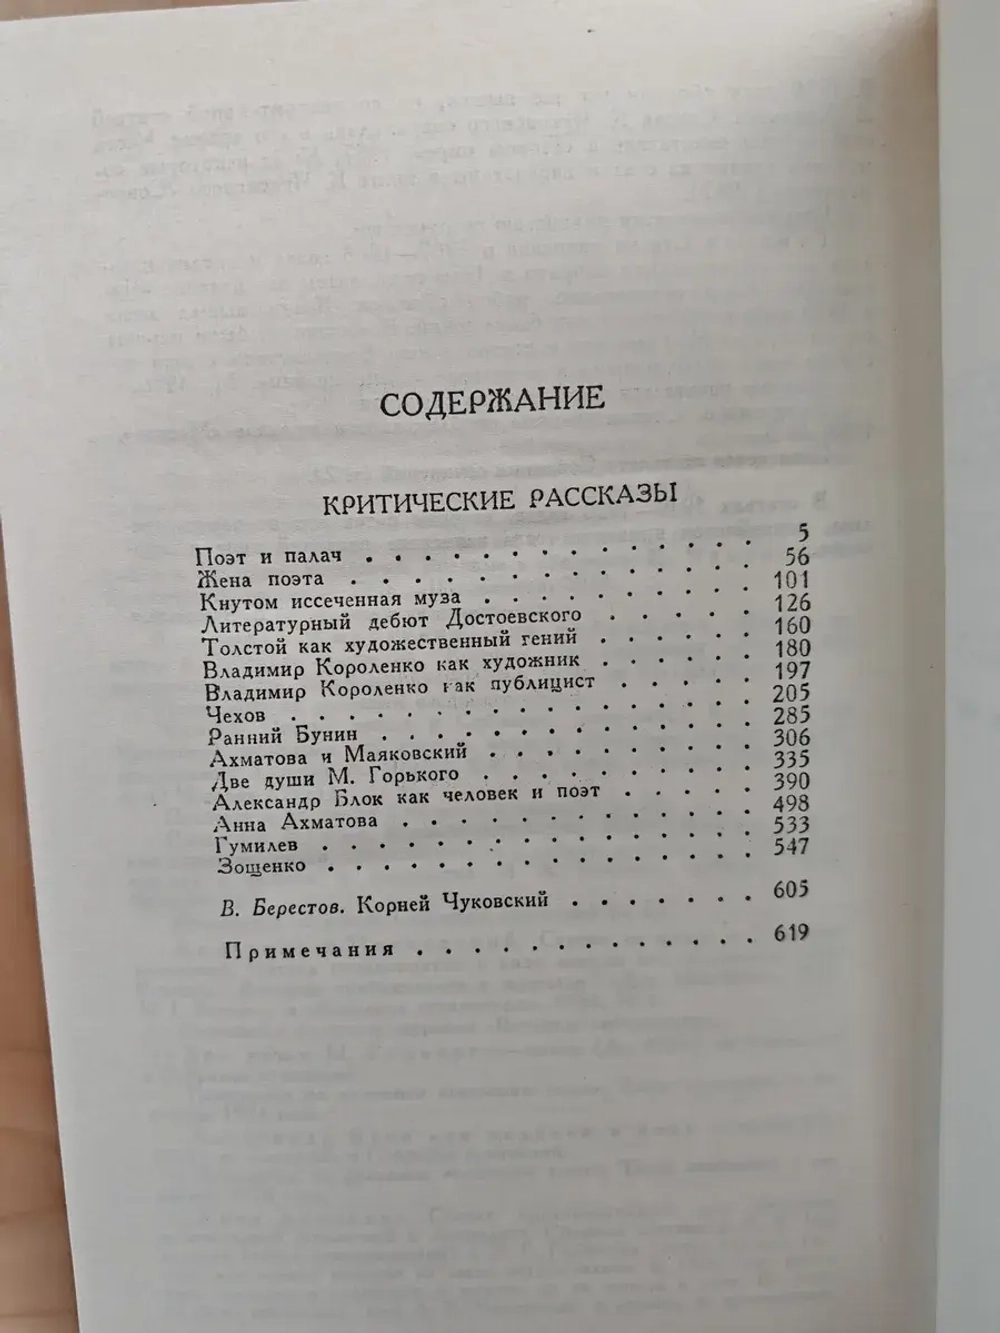 СОДЕРЖАНИЕ
КРИТИЧЕСКИЕ РАССКАЗЫ
Поэт и палач . . . . . . . . . . . . . . 5
Жена поэта . . . . . . . . . . . . . . . 56
Кнутом иссеченная муза . . . . . . . . . . 101
Литературный дебют Достоевского . . . . . 126
Толстой как художественный гений . . . . . . 160
Владимир Короленко как художник . . . . . . 180
Владимир Короленко как публицист . . . . . 197
Чехов . . . . . . . . . . . . . . . . . 205
Ранний Бунин . . . . . . . . . . . . . . 285
Ахматова и Маяковский . . . . . . . . . . 306
Две души М. Горького . . . . . . . . . . 335
Александр Блок как человек и поэт . . . . . 390
Анна Ахматова . . . . . . . . . . . . . 498
Гумилев . . . . . . . . . . . . . . . . 533
Зощенко . . . . . . . . . . . . . . . . 547
В. Берестов. Корней Чуковский . . . . . . . 605
Примечания . . . . . . . . . . . . . 619